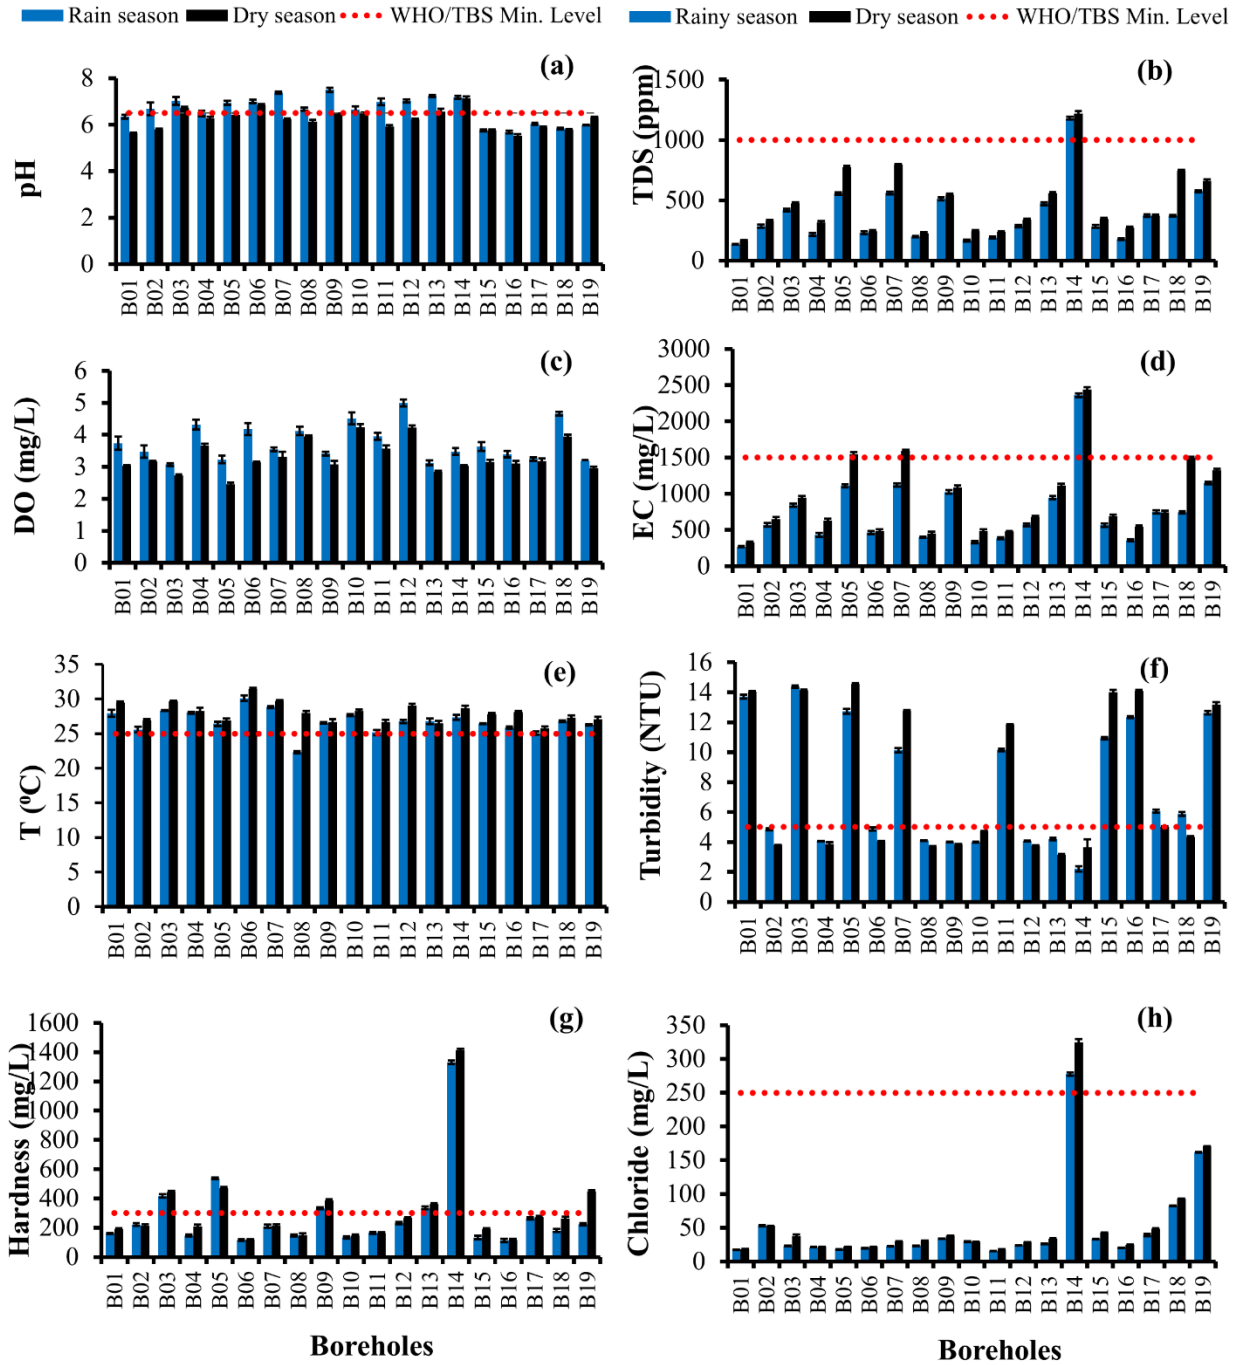 Rain season Dry season WHO/TBS Min. Level
Rainy season Dry season WHO/TBS Min. Level
(a)
pH
8
6
4
2
0
B01 B02 B03 B04 B05 B06 B07 B08 B09 B10 B11 B12 B13 B14 B15 B16 B17 B18 B19
(b)
TDS (ppm)
1500
1000
500
0
B01 B02 B03 B04 B05 B06 B07 B08 B09 B10 B11 B12 B13 B14 B15 B16 B17 B18 B19
(c)
DO (mg/L)
6
5
4
3
2
1
0
B01 B02 B03 B04 B05 B06 B07 B08 B09 B10 B11 B12 B13 B14 B15 B16 B17 B18 B19
(d)
EC (mg/L)
3000
2500
2000
1500
1000
500
0
B01 B02 B03 B04 B05 B06 B07 B08 B09 B10 B11 B12 B13 B14 B15 B16 B17 B18 B19
(e)
T (⁰C)
35
30
25
20
15
10
5
0
B01 B02 B03 B04 B05 B06 B07 B08 B09 B10 B11 B12 B13 B14 B15 B16 B17 B18 B19
(f)
Turbidity (NTU)
16
14
12
10
8
6
4
2
0
B01 B02 B03 B04 B05 B06 B07 B08 B09 B10 B11 B12 B13 B14 B15 B16 B17 B18 B19
(g)
Hardness (mg/L)
1600
1400
1200
1000
800
600
400
200
0
B01 B02 B03 B04 B05 B06 B07 B08 B09 B10 B11 B12 B13 B14 B15 B16 B17 B18 B19
Boreholes
(h)
Chloride (mg/L)
350
300
250
200
150
100
50
0
B01 B02 B03 B04 B05 B06 B07 B08 B09 B10 B11 B12 B13 B14 B15 B16 B17 B18 B19
Boreholes